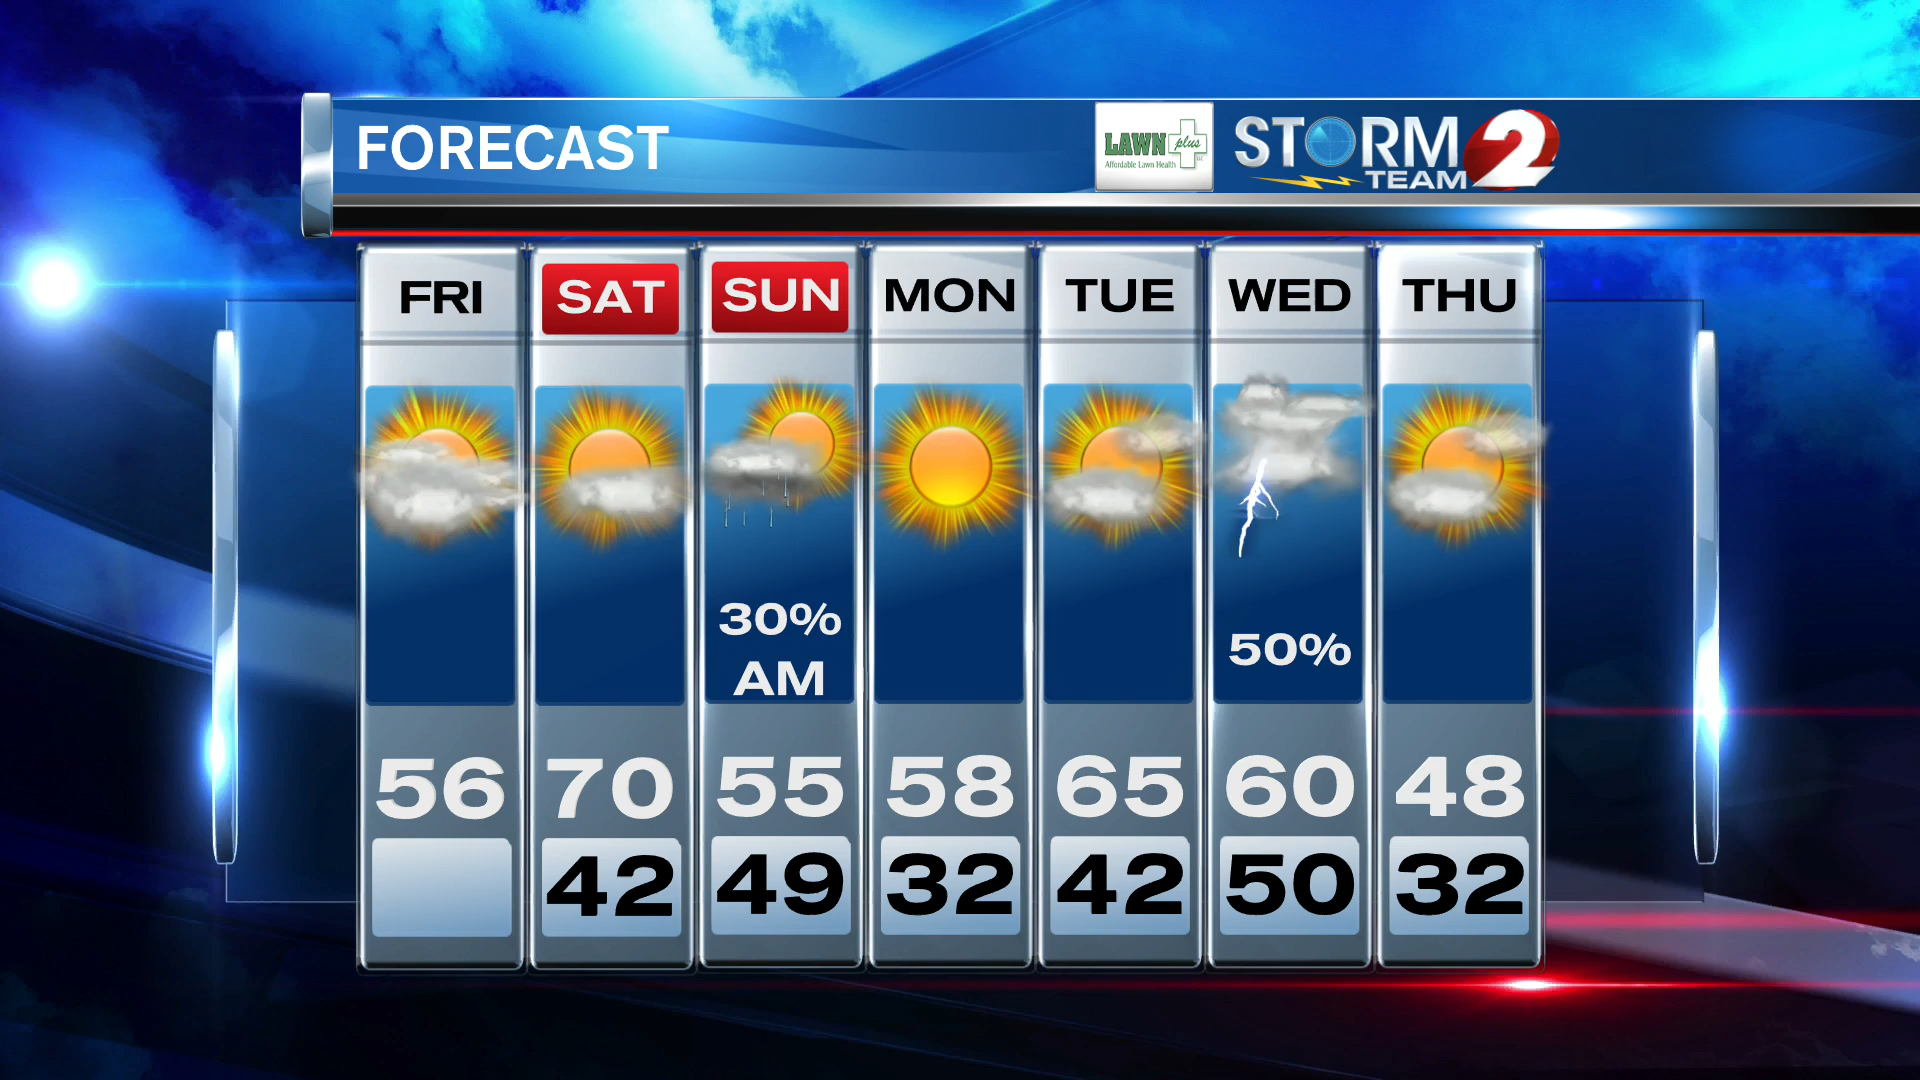 FORECAST
LAWN plus
Affordable Lawn Health
STORM 2
TEAM
FRI SAT SUN MON TUE WED THU
30%
AM
50%
56 70 55 58 65 60 48
42 49 32 42 50 32